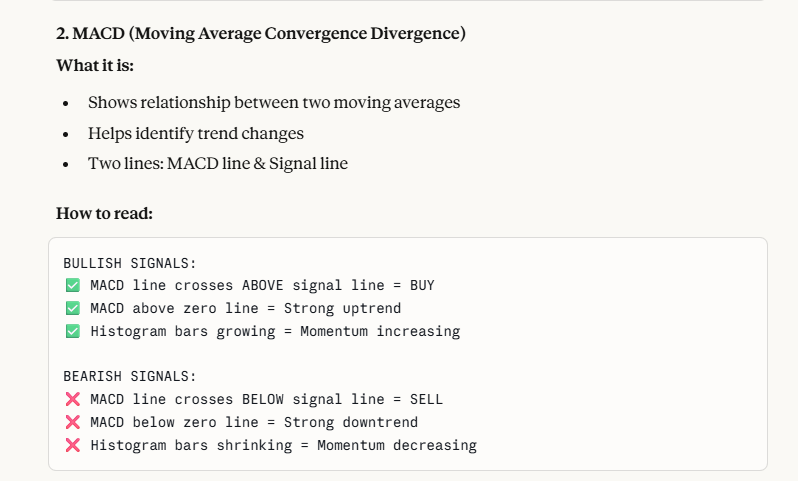 2. MACD (Moving Average Convergence Divergence)
What it is:
• Shows relationship between two moving averages
• Helps identify trend changes
• Two lines: MACD line & Signal line
How to read:
BULLISH SIGNALS:
✅ MACD line crosses ABOVE signal line = BUY
✅ MACD above zero line = Strong uptrend
✅ Histogram bars growing = Momentum increasing
BEARISH SIGNALS:
❌ MACD line crosses BELOW signal line = SELL
❌ MACD below zero line = Strong downtrend
❌ Histogram bars shrinking = Momentum decreasing